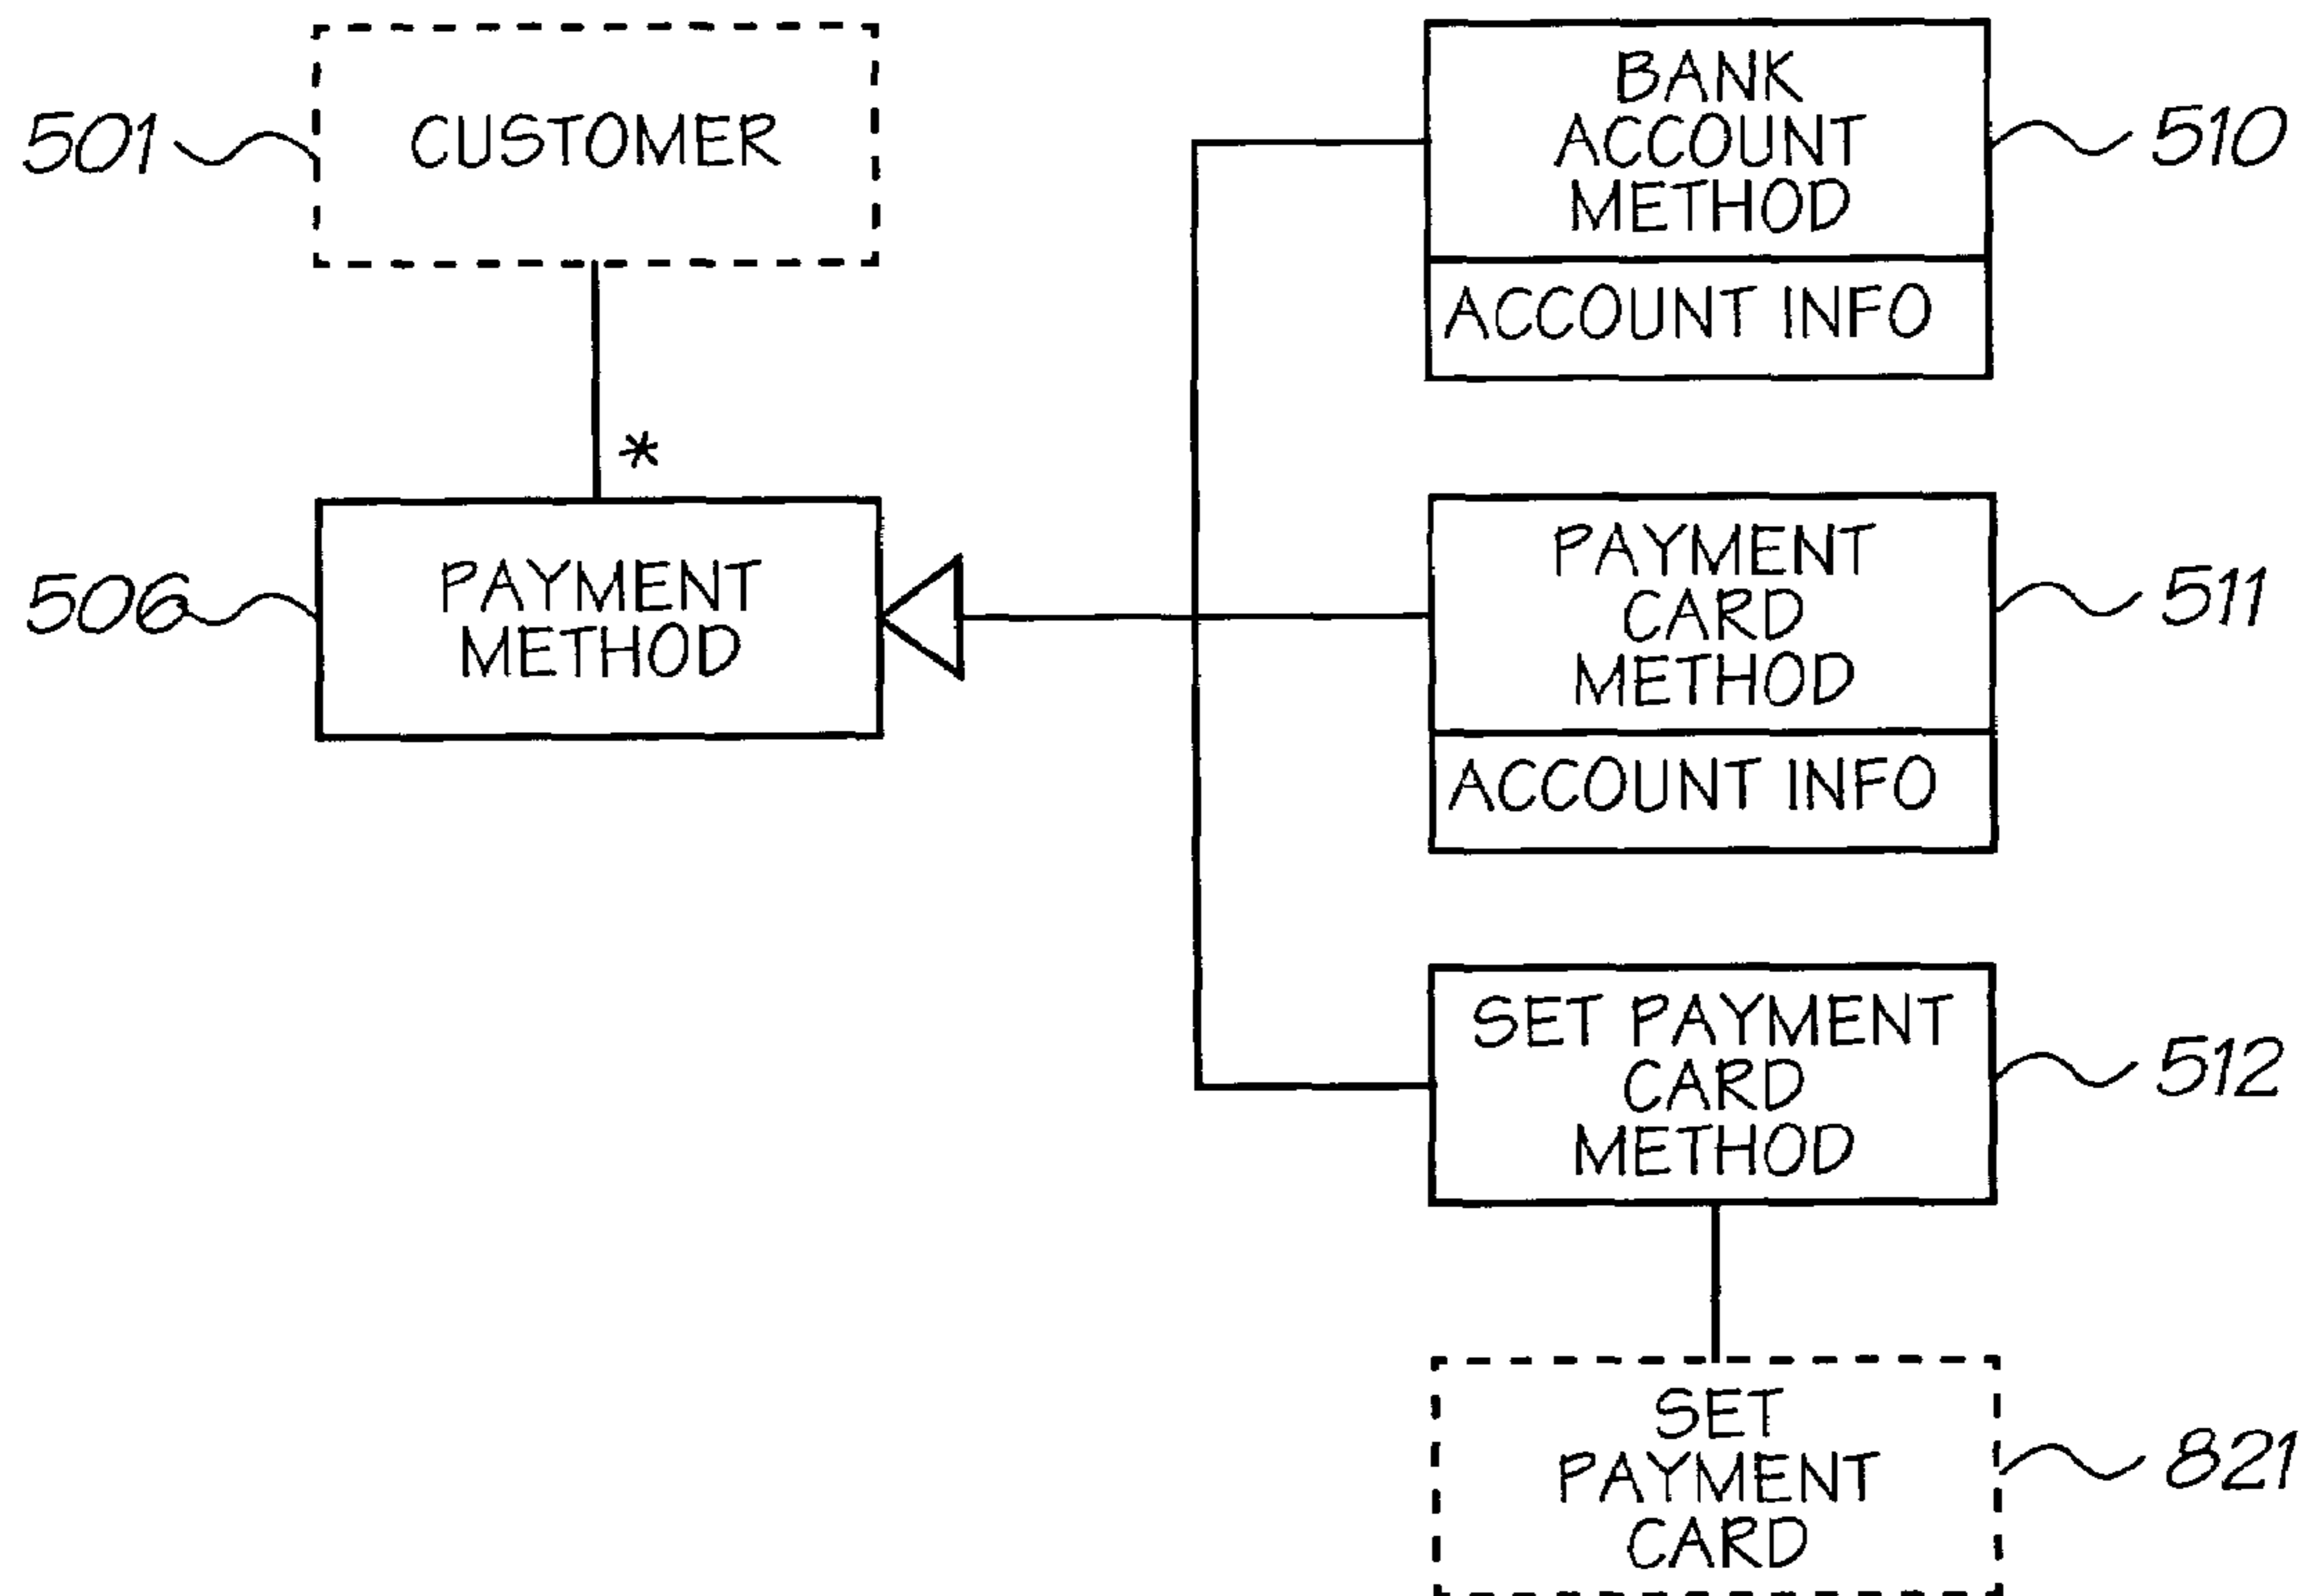 501
CUSTOMER
*
506
PAYMENT
METHOD
BANK
ACCOUNT
METHOD
ACCOUNT INFO
510
PAYMENT
CARD
METHOD
ACCOUNT INFO
511
SET PAYMENT
CARD
METHOD
512
SET
PAYMENT
CARD
821